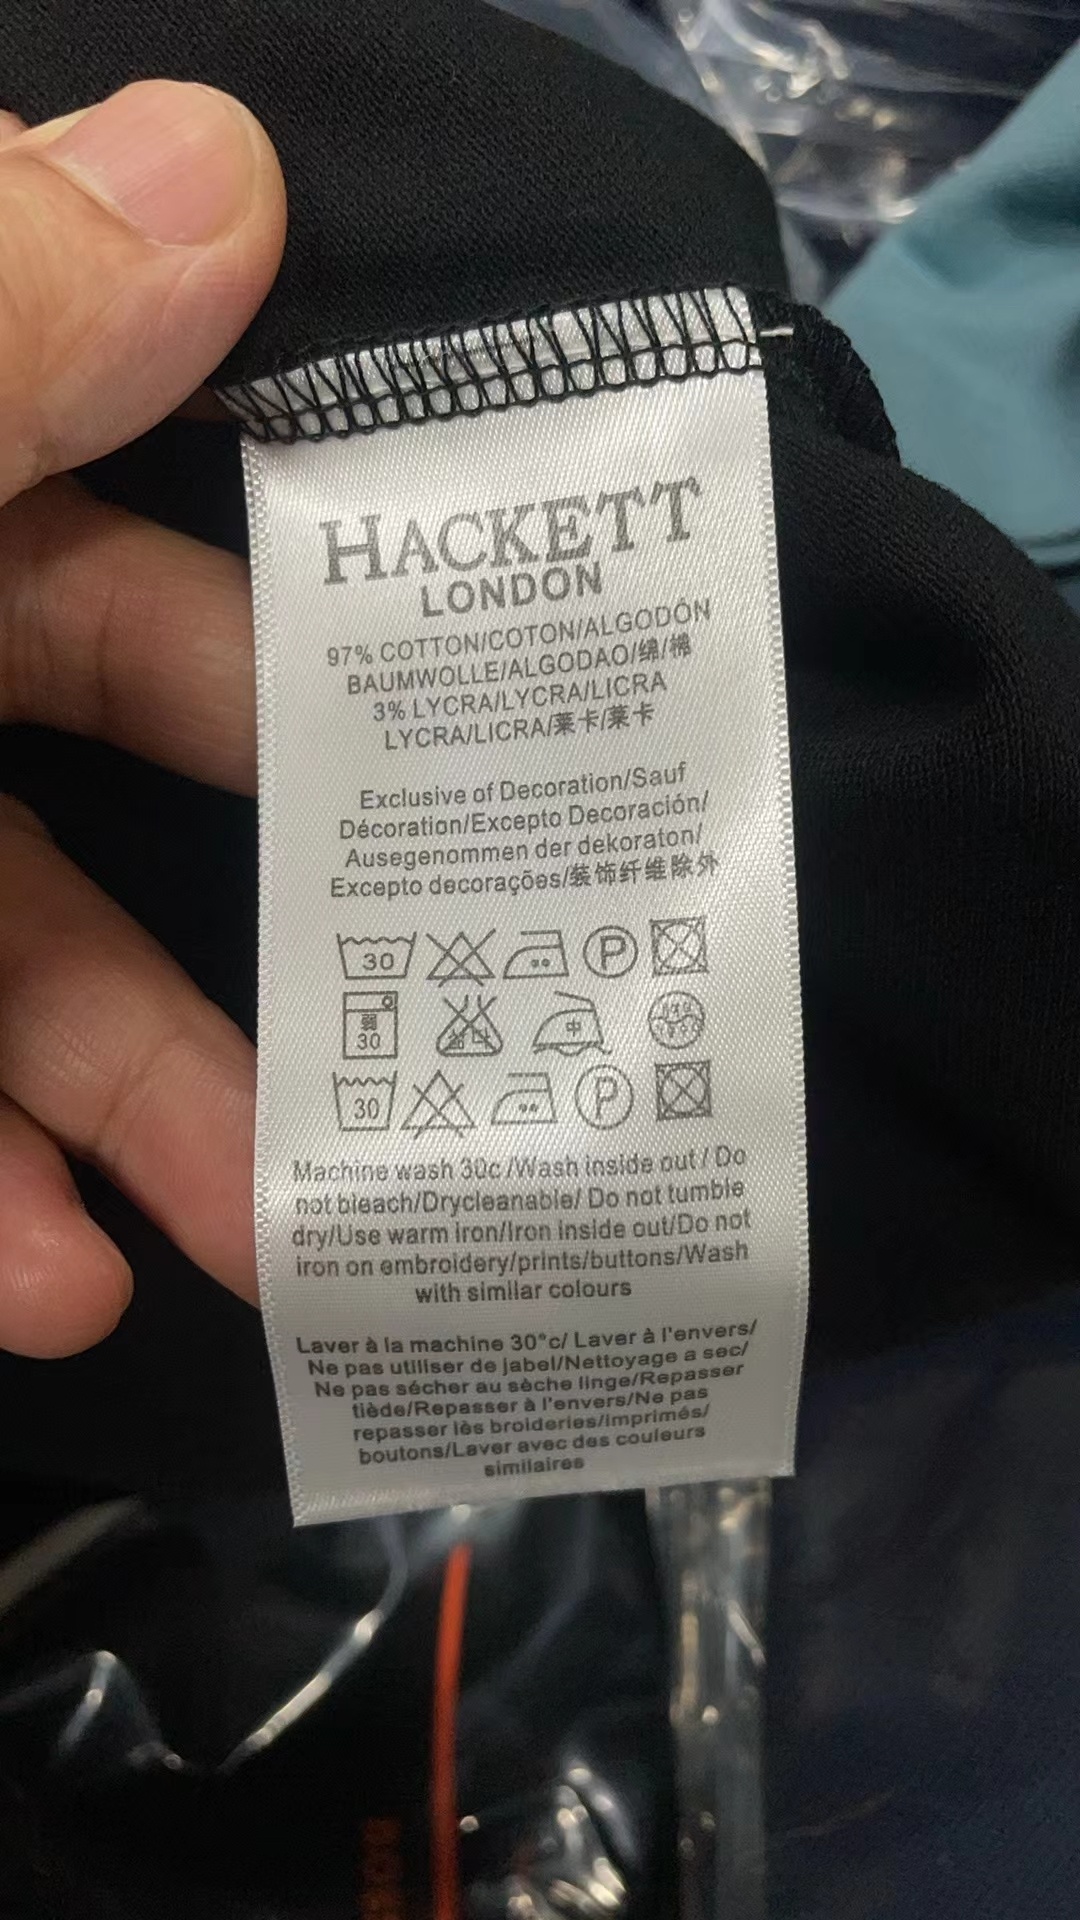 HACKETT
LONDON
97% COTTON/COTON/ALGODÓN
BAUMWOLLE/ALGODAO/绵/棉
3% LYCRA/LYCRA/LICRA
LYCRA/LICRA/莱卡/萊卡
Exclusive of Decoration/Sauf
Décoration/Excepto Decoración/
Ausegenommen der dekoraton/
Excepto decorações/装饰纤维除外
30 P
弱
30 中
30 P
Machine wash 30c /Wash inside out / Do
not bleach/Drycleanable/ Do not tumble
dry/Use warm iron/Iron inside out/Do not
iron on embroidery/prints/buttons/Wash
with similar colours
Laver à la machine 30°c/ Laver à l'envers/
Ne pas utiliser de jabel/Nettoyage a sec/
Ne pas sécher au sèche linge/Repasser
tiède/Repasser à l'envers/Ne pas
repasser lès broideries/imprimés/
boutons/Laver avec des couleurs
similaires